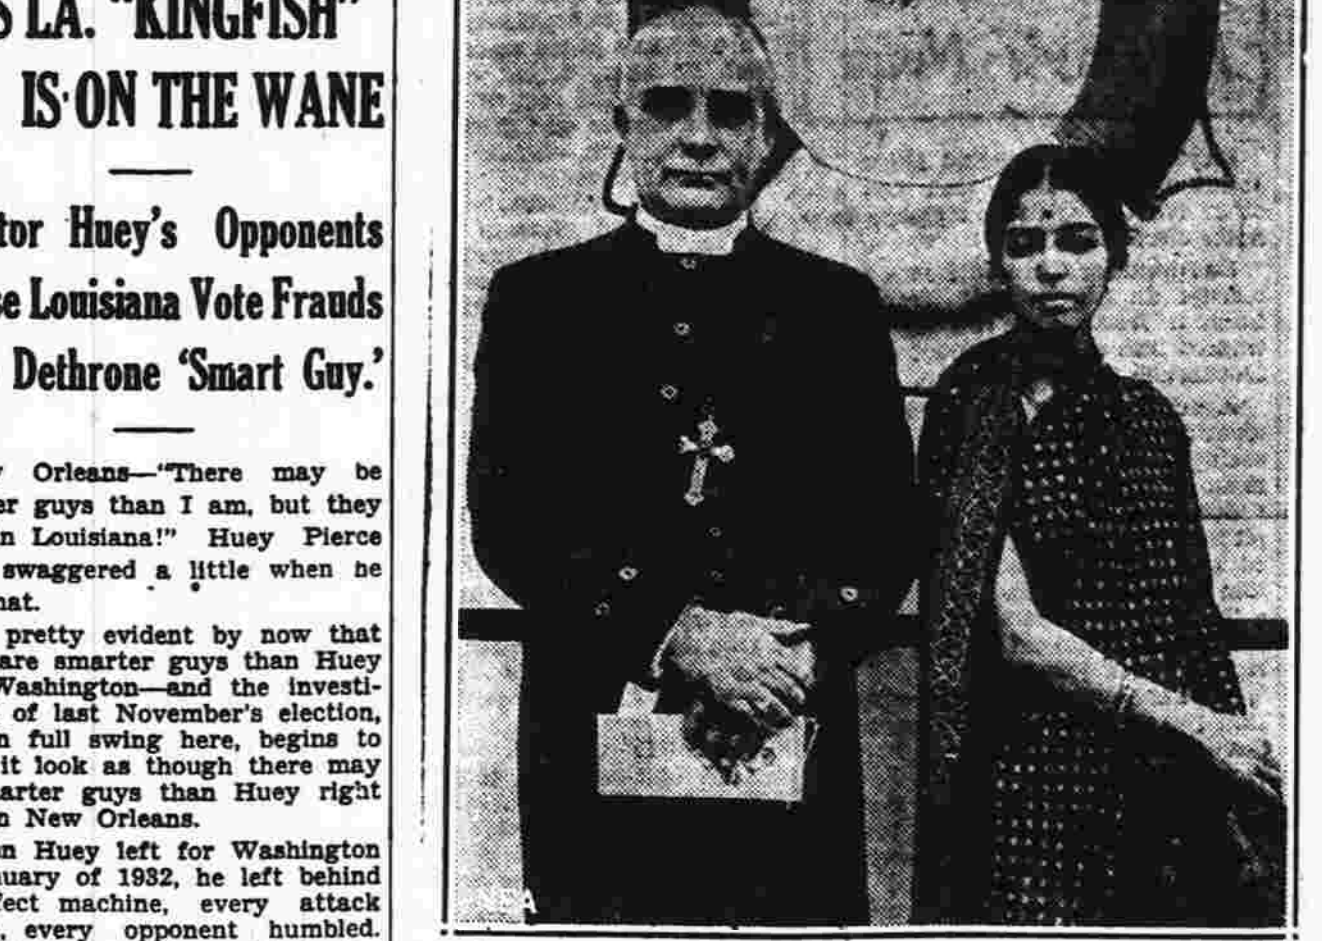 S LA. "KINGFISH"
IS ON THE WANE
tor Huey's Opponents
se Louisiana Vote Frauds
Dethrone 'Smart Guy.'
Orleans—"There may be
er guys than I am, but they
n Louisiana!" Huey Pierce
swaggered a little when he
hat.
pretty evident by now that
are smarter guys than Huey
Washington—and the investi-
of last November's election,
n full swing here, begins to
it look as though there may
arter guys than Huey right
n New Orleans.
n Huey left for Washington
nuary of 1932, he left behind
fect machine, every attack
, every opponent humbled.
NEA